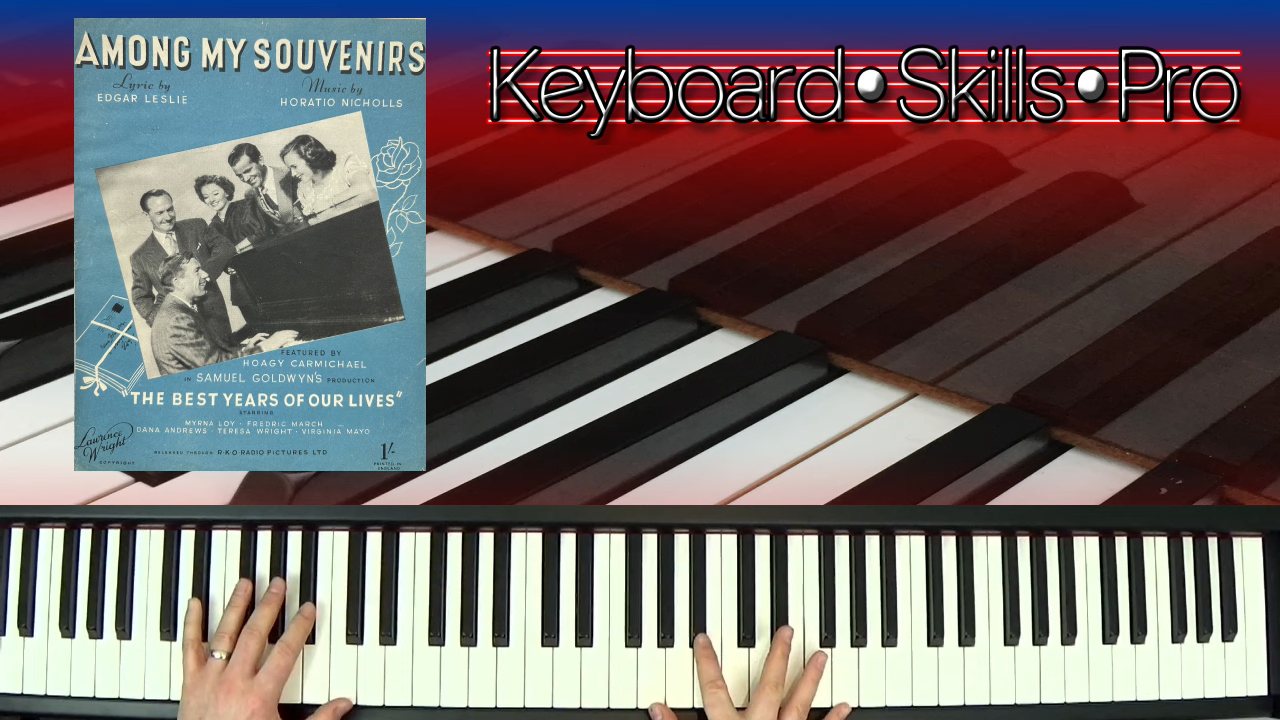 AMONG MY SOUVENIRS
Lyric by
EDGAR LESLIE
Music by
HORATIO NICHOLLS
FEATURED BY
HOAGY CARMICHAEL
IN SAMUEL GOLDWYN'S PRODUCTION
"THE BEST YEARS OF OUR LIVES"
STARRING
MYRNA LOY · FREDRIC MARCH
DANA ANDREWS · TERESA WRIGHT · VIRGINIA MAYO
RELEASED THROUGH R·K·O RADIO PICTURES LTD
Laurence
Wright
COPYRIGHT
1/-
PRINTED IN
ENGLAND
Keyboard•Skills•Pro